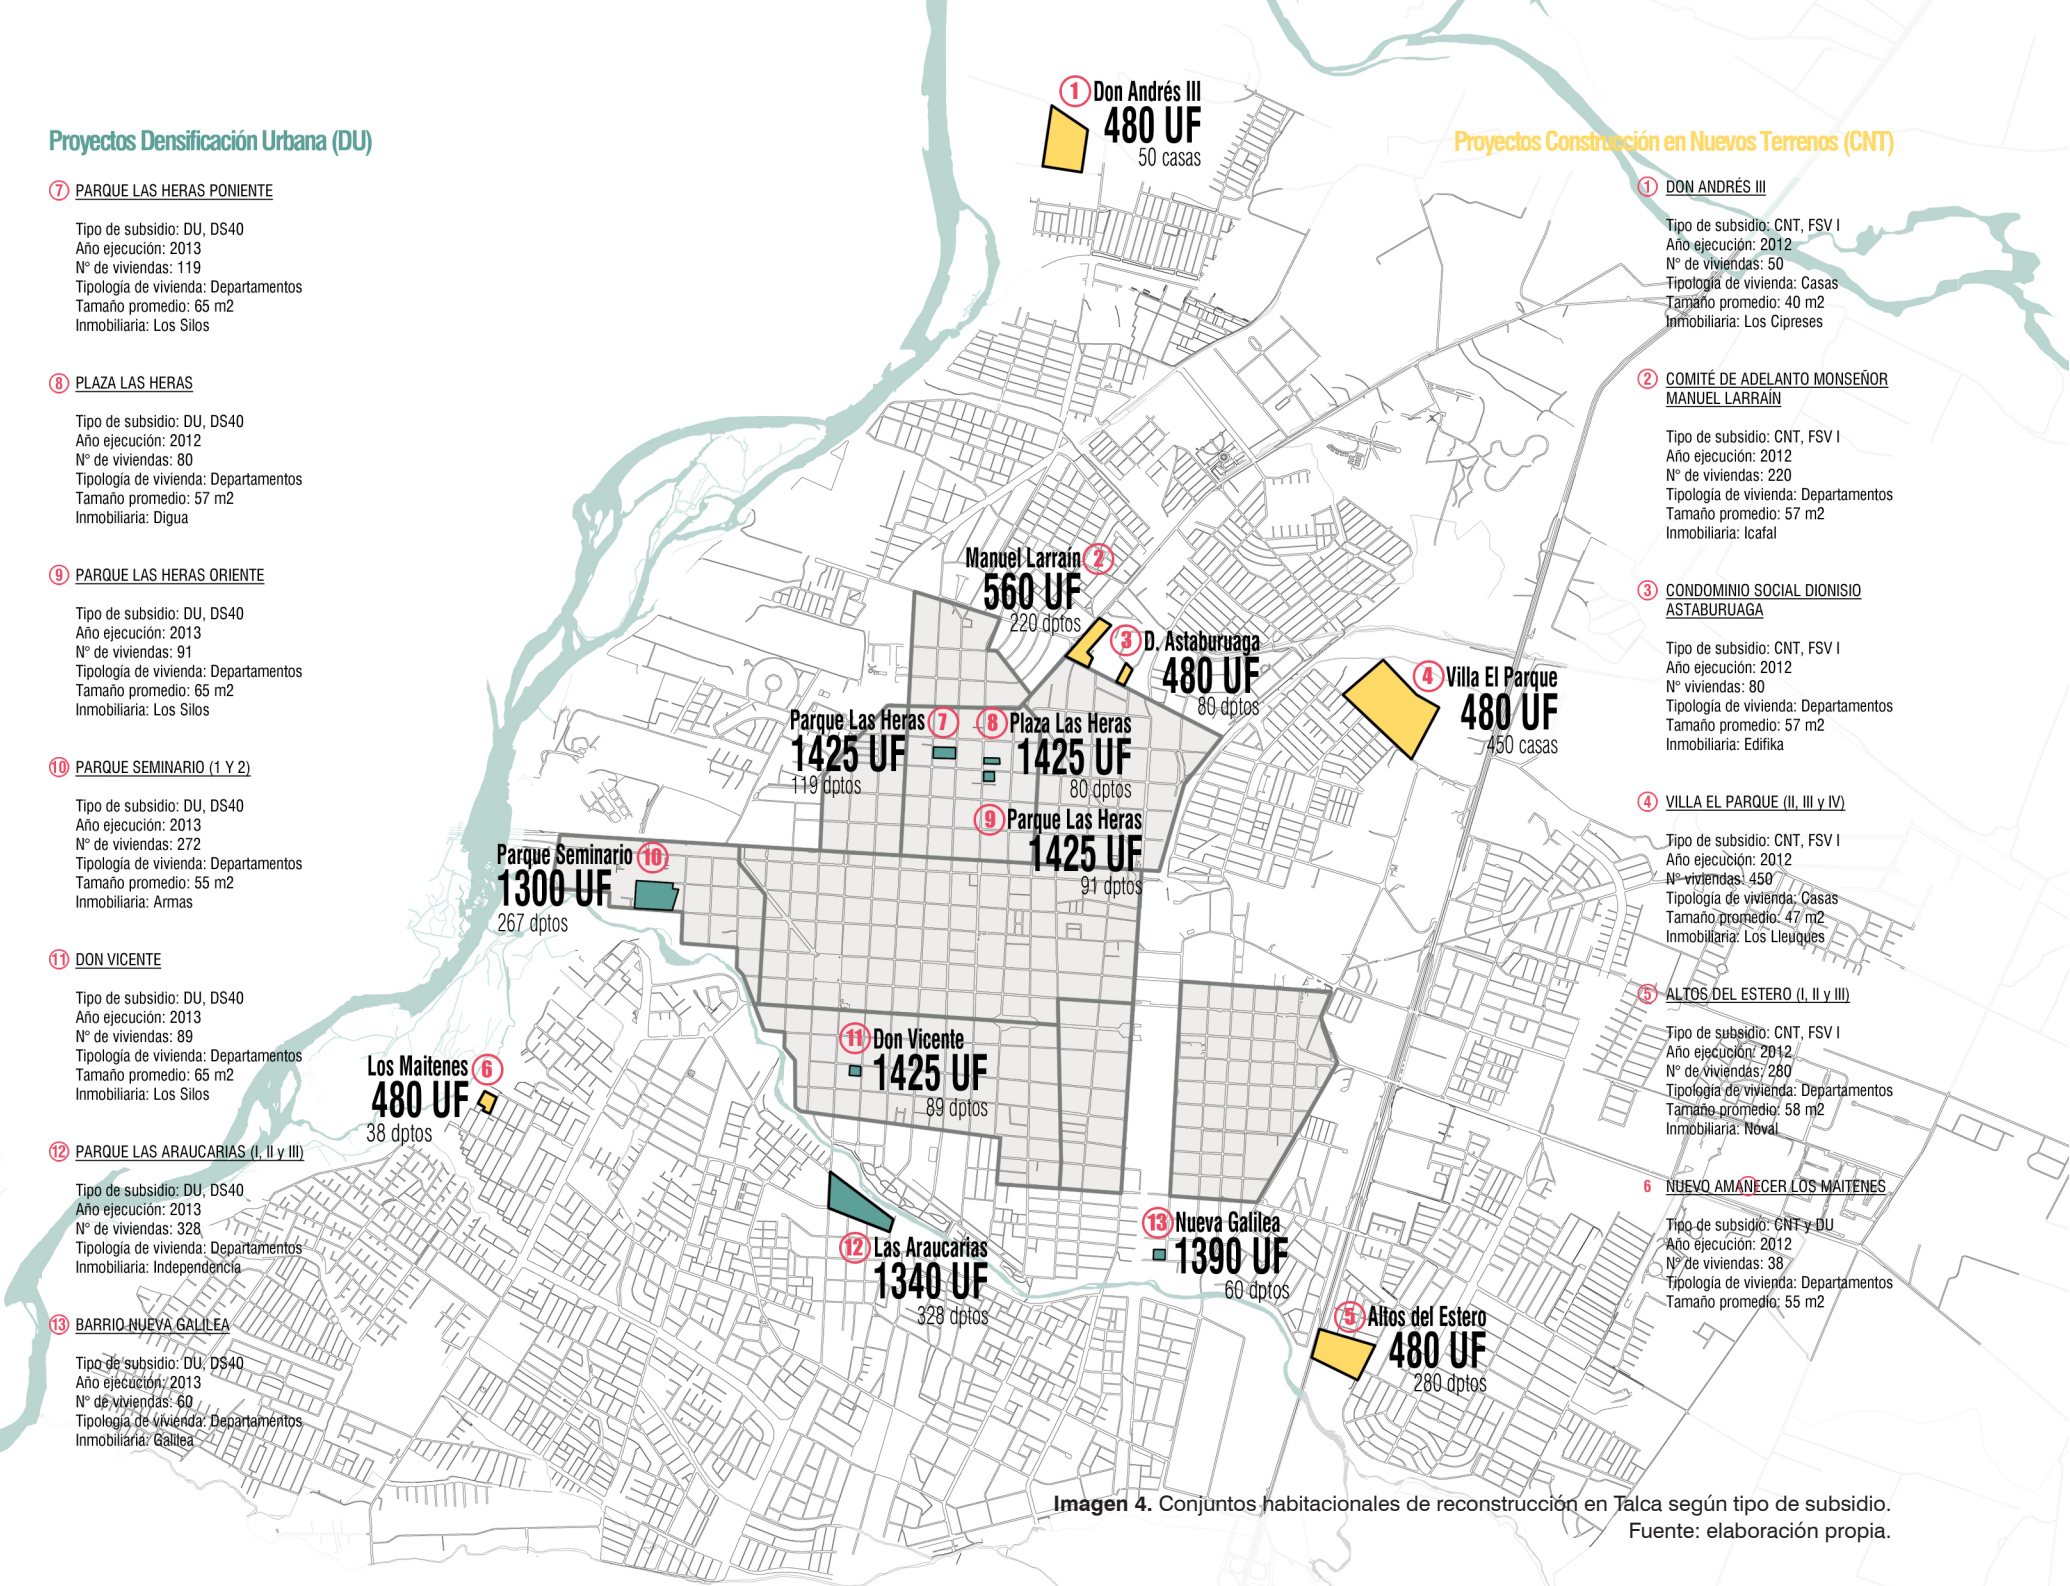 Proyectos Densificación Urbana (DU)
7 PARQUE LAS HERAS PONIENTE
Tipo de subsidio: DU, DS40
Año ejecución: 2013
N° de viviendas: 119
Tipología de vivienda: Departamentos
Tamaño promedio: 65 m2
Inmobiliaria: Los Silos
8 PLAZA LAS HERAS
Tipo de subsidio: DU, DS40
Año ejecución: 2012
N° de viviendas: 80
Tipología de vivienda: Departamentos
Tamaño promedio: 57 m2
Inmobiliaria: Digua
9 PARQUE LAS HERAS ORIENTE
Tipo de subsidio: DU, DS40
Año ejecución: 2013
N° de viviendas: 91
Tipología de vivienda: Departamentos
Tamaño promedio: 65 m2
Inmobiliaria: Los Silos
10 PARQUE SEMINARIO (1 Y 2)
Tipo de subsidio: DU, DS40
Año ejecución: 2013
N° de viviendas: 272
Tipología de vivienda: Departamentos
Tamaño promedio: 55 m2
Inmobiliaria: Armas
11 DON VICENTE
Tipo de subsidio: DU, DS40
Año ejecución: 2013
N° de viviendas: 89
Tipología de vivienda: Departamentos
Tamaño promedio: 65 m2
Inmobiliaria: Los Silos
12 PARQUE LAS ARAUCARIAS (I, II y III)
Tipo de subsidio: DU, DS40
Año ejecución: 2013
N° de viviendas: 328
Tipología de vivienda: Departamentos
Inmobiliaria: Independencia
13 BARRIO NUEVA GALILEA
Tipo de subsidio: DU, DS40
Año ejecución: 2013
N° de viviendas: 60
Tipología de vivienda: Departamentos
Inmobiliaria: Galilea
1 Don Andrés III
480 UF
50 casas
Manuel Larraín 2
560 UF
220 dptos
3 D. Astaburuaga
480 UF
80 dptos
4 Villa El Parque
480 UF
450 casas
Parque Las Heras 7
1425 UF
119 dptos
8 Plaza Las Heras
1425 UF
80 dptos
9 Parque Las Heras
1425 UF
91 dptos
Parque Seminario 10
1300 UF
267 dptos
11 Don Vicente
1425 UF
89 dptos
Los Maitenes 6
480 UF
38 dptos
12 Las Araucarias
1340 UF
328 dptos
13 Nueva Galilea
1390 UF
60 dptos
5 Altos del Estero
480 UF
280 dptos
Proyectos Construcción en Nuevos Terrenos (CNT)
1 DON ANDRÉS III
Tipo de subsidio: CNT, FSV I
Año ejecución: 2012
N° de viviendas: 50
Tipología de vivienda: Casas
Tamaño promedio: 40 m2
Inmobiliaria: Los Cipreses
2 COMITÉ DE ADELANTO MONSEÑOR
MANUEL LARRAÍN
Tipo de subsidio: CNT, FSV I
Año ejecución: 2012
N° de viviendas: 220
Tipología de vivienda: Departamentos
Tamaño promedio: 57 m2
Inmobiliaria: Icafal
3 CONDOMINIO SOCIAL DIONISIO
ASTABURUAGA
Tipo de subsidio: CNT, FSV I
Año ejecución: 2012
N° viviendas: 80
Tipología de vivienda: Departamentos
Tamaño promedio: 57 m2
Inmobiliaria: Edifika
4 VILLA EL PARQUE (II, III y IV)
Tipo de subsidio: CNT, FSV I
Año ejecución: 2012
N° viviendas: 450
Tipología de vivienda: Casas
Tamaño promedio: 47 m2
Inmobiliaria: Los Lleuques
5 ALTOS DEL ESTERO (I, II y III)
Tipo de subsidio: CNT, FSV I
Año ejecución: 2012
N° de viviendas: 280
Tipología de vivienda: Departamentos
Tamaño promedio: 58 m2
Inmobiliaria: Noval
6 NUEVO AMANECER LOS MAITENES
Tipo de subsidio: CNT y DU
Año ejecución: 2012
N° de viviendas: 38
Tipología de vivienda: Departamentos
Tamaño promedio: 55 m2
Imagen 4. Conjuntos habitacionales de reconstrucción en Talca según tipo de subsidio.
Fuente: elaboración propia.